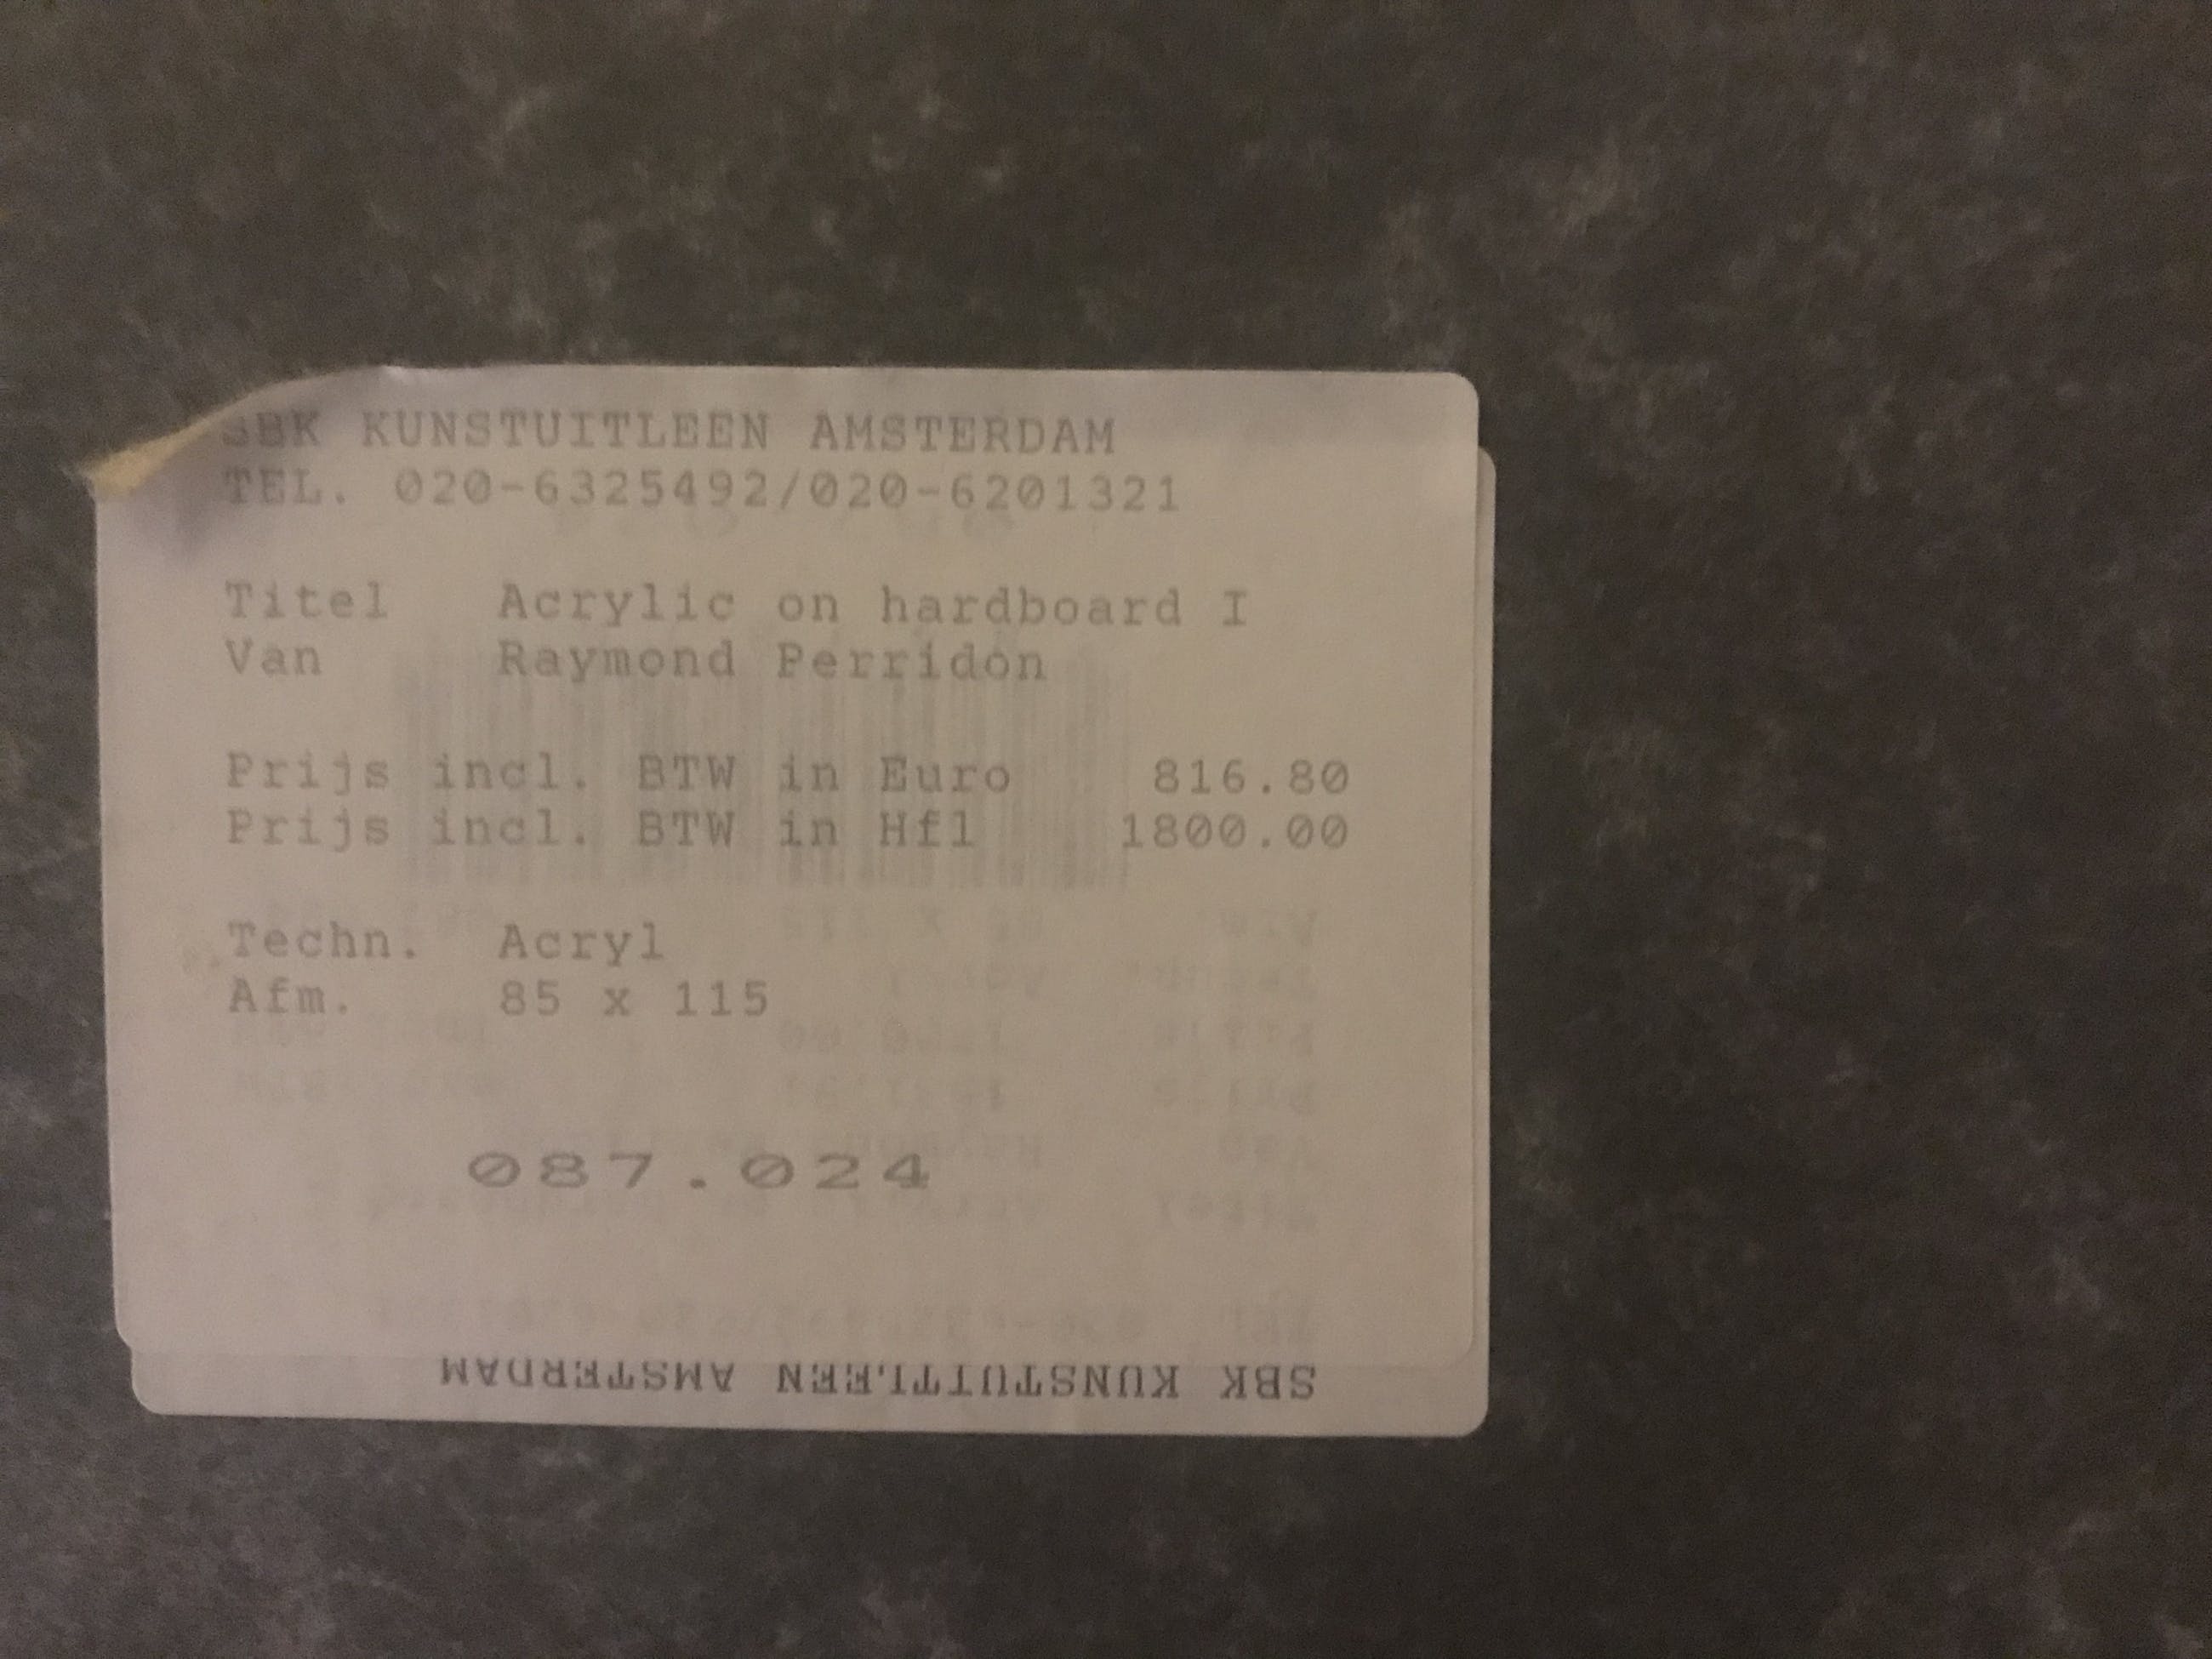 SBK KUNSTUITLEEN AMSTERDAM
TEL. 020-6325492/020-6201321
Titel Acrylic on hardboard I
Van Raymond Perridon
Prijs incl. BTW in Euro 816.80
Prijs incl. BTW in Hfl 1800.00
Techn. Acryl
Afm. 85 x 115
087.024
SBK KUNSTUITLEEN AMSTERDAM